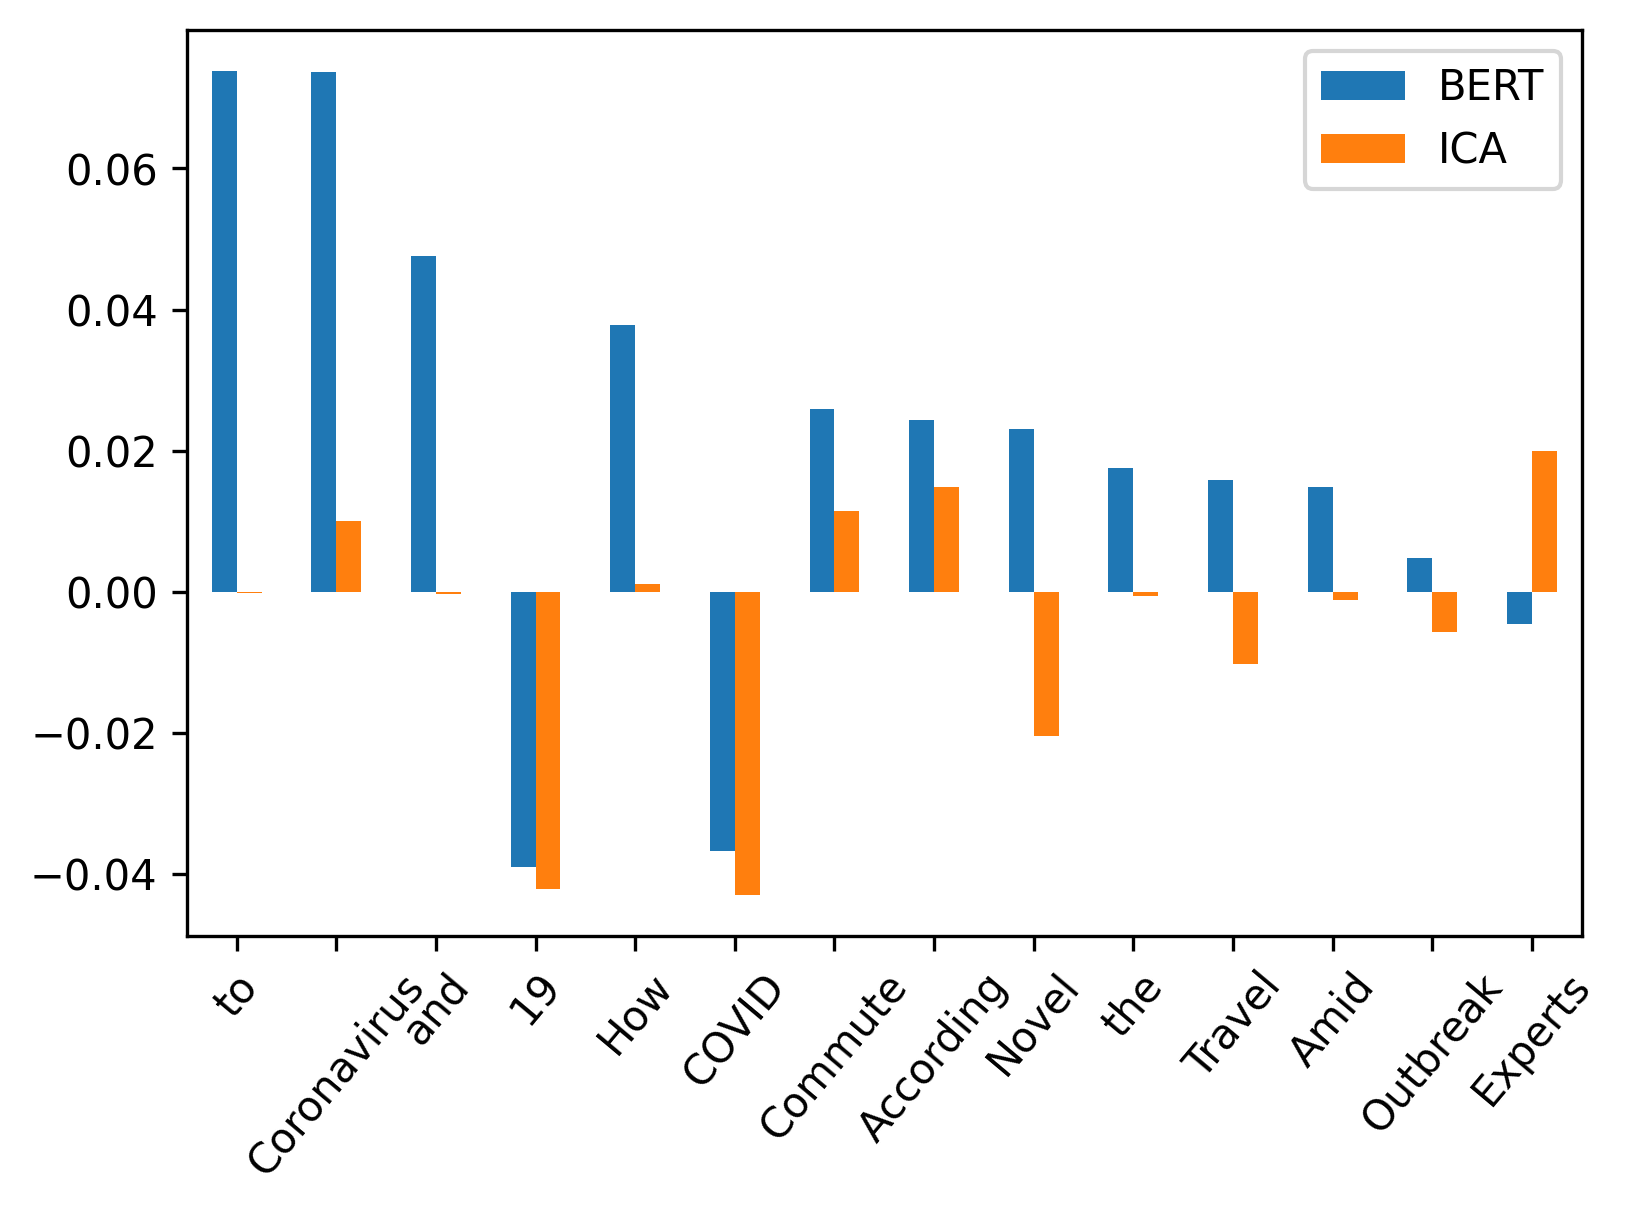 BERT
ICA
0.06
0.04
0.02
0.00
−0.02
−0.04
to
Coronavirus
and
19
How
COVID
Commute
According
Novel
the
Travel
Amid
Outbreak
Experts